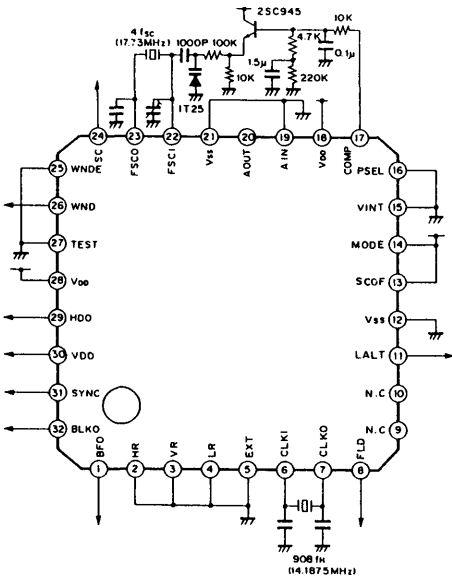 2SC945
4fsc
(17.73MHz)
1000P 100K
10K
4.7K
0.1μ
1.5μ
10K
220K
1T25
24 23 22 21 20 19 18 17
SC
FSCO
FSCI
Vss
AOUT
AIN
VDD
COMP
25 WNDE
26 WND
27 TEST
28 VDD
29 HDO
30 VDO
31 SYNC
32 BLKO
PSEL 16
VINT 15
MODE 14
SCOF 13
Vss 12
LALT 11
N.C 10
N.C 9
BFO
HR
VR
LR
EXT
CLKI
CLKO
FLD
1 2 3 4 5 6 7 8
908fH
(14.1875MHz)